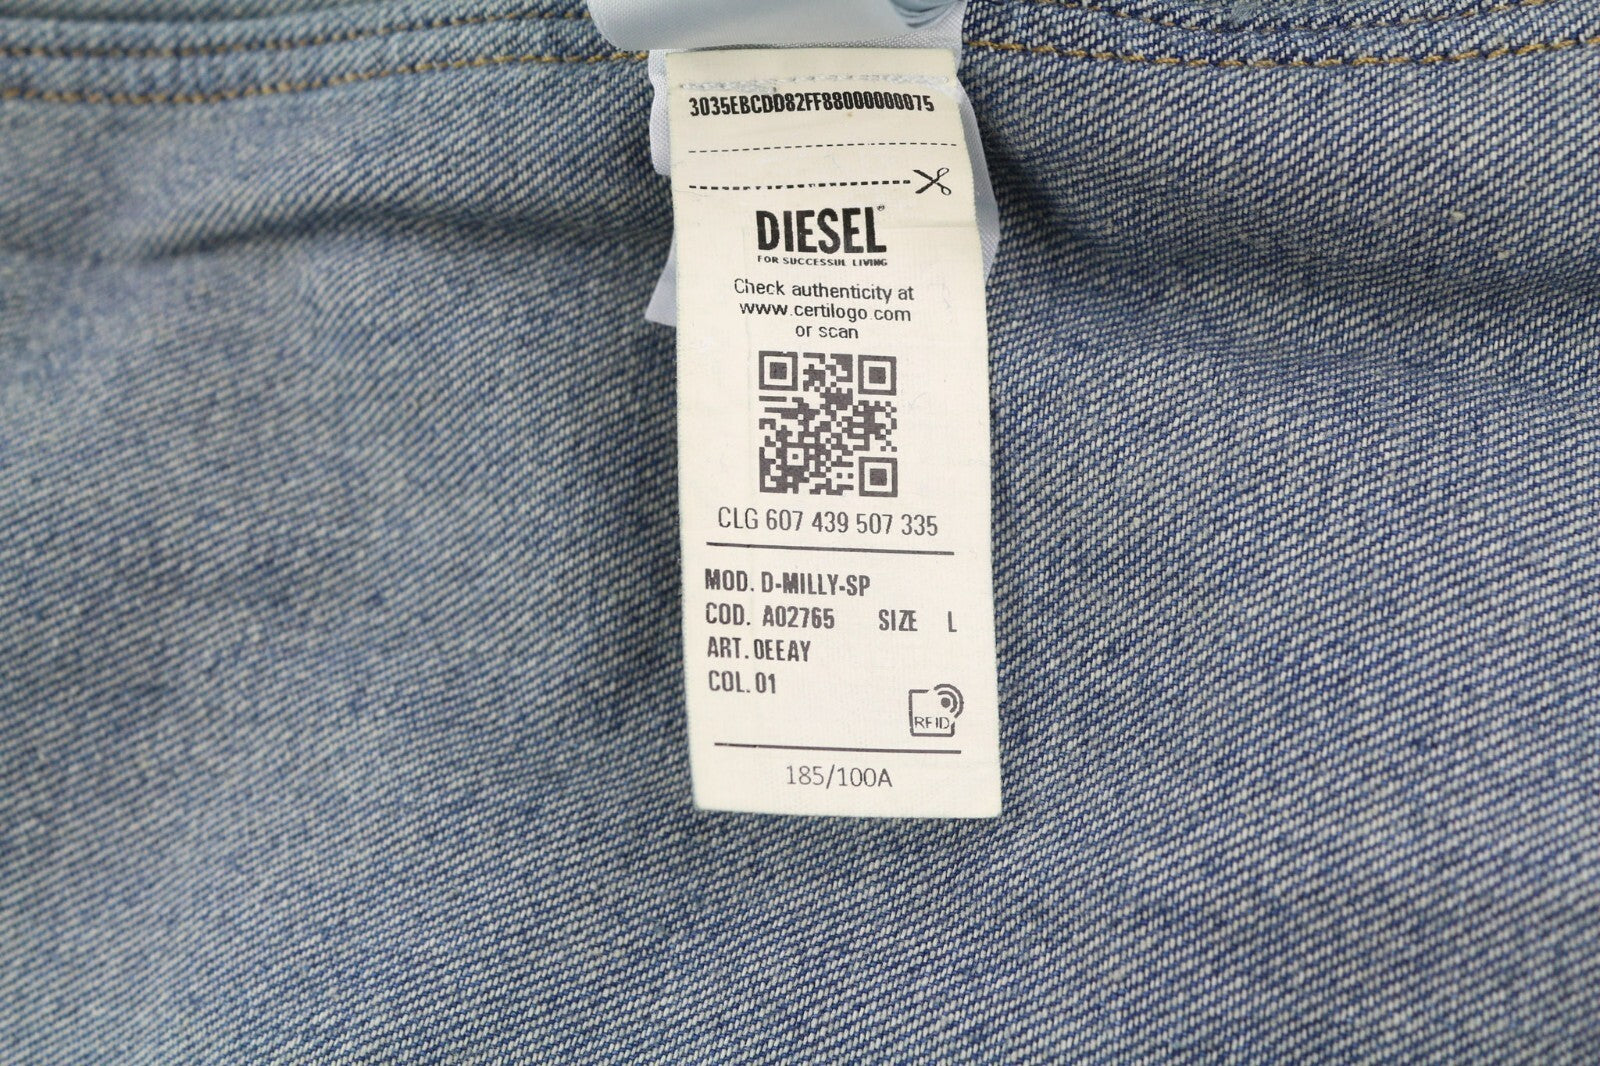 3035EBCDD82FF88000000075
DIESEL®
FOR SUCCESSUL LIVING
Check authenticity at
www.certilogo.com
or scan
CLG 607 439 507 335
MOD. D-MILLY-SP
COD. A02765 SIZE L
ART. 0EEAY
COL. 01
RFID
185/100A